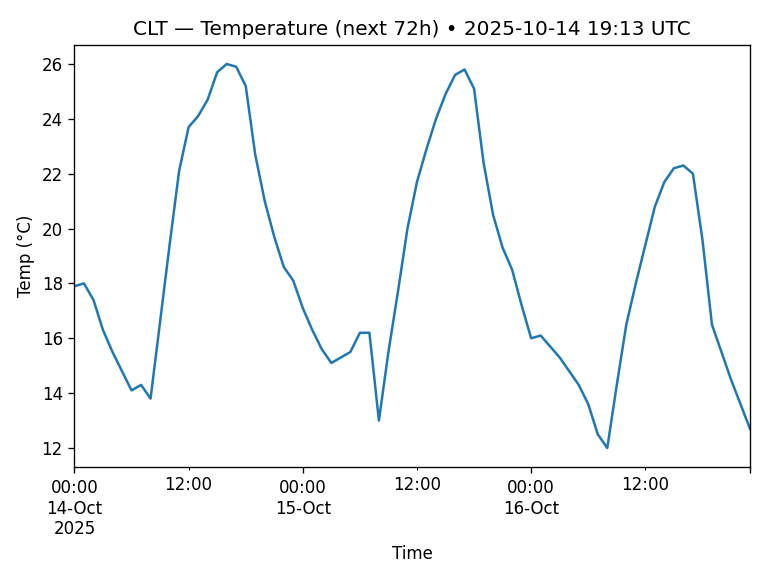 CLT — Temperature (next 72h) • 2025-10-14 19:13 UTC
26
24
22
20
18
16
14
12
Temp (°C)
00:00 12:00 00:00 12:00 00:00 12:00
14-Oct 15-Oct 16-Oct
2025
Time